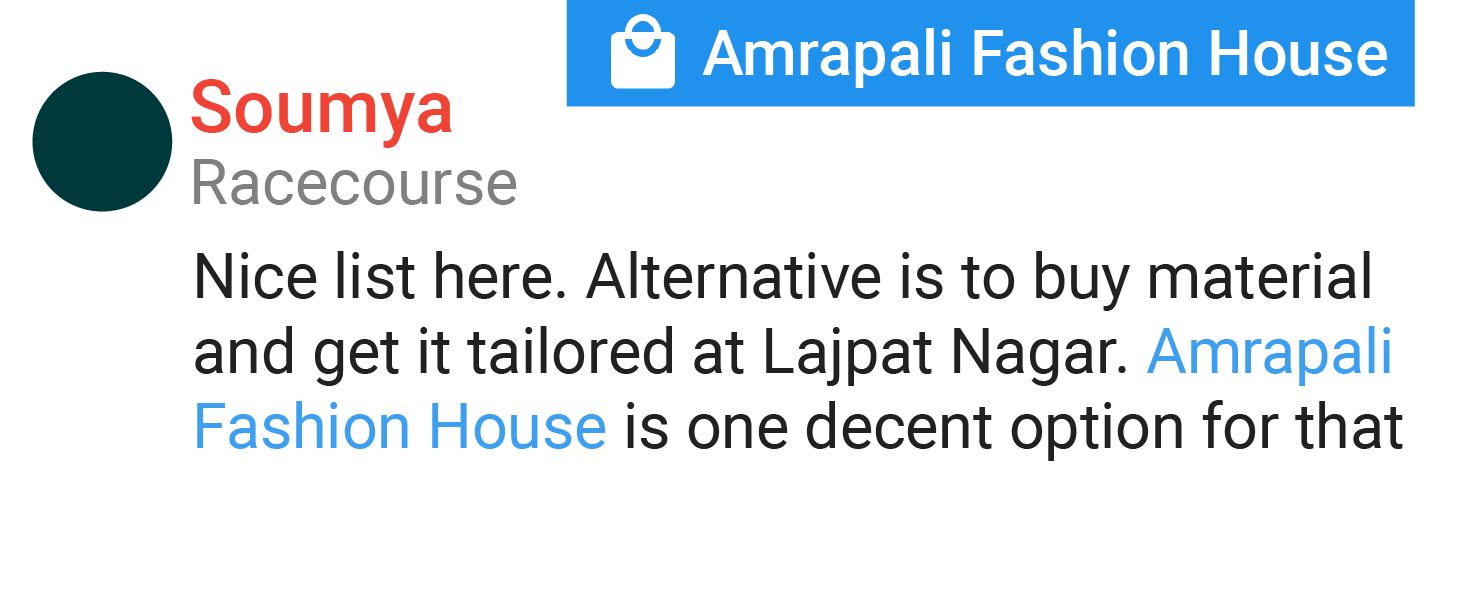 Amrapali Fashion House
Soumya
Racecourse
Nice list here. Alternative is to buy material
and get it tailored at Lajpat Nagar. Amrapali
Fashion House is one decent option for that